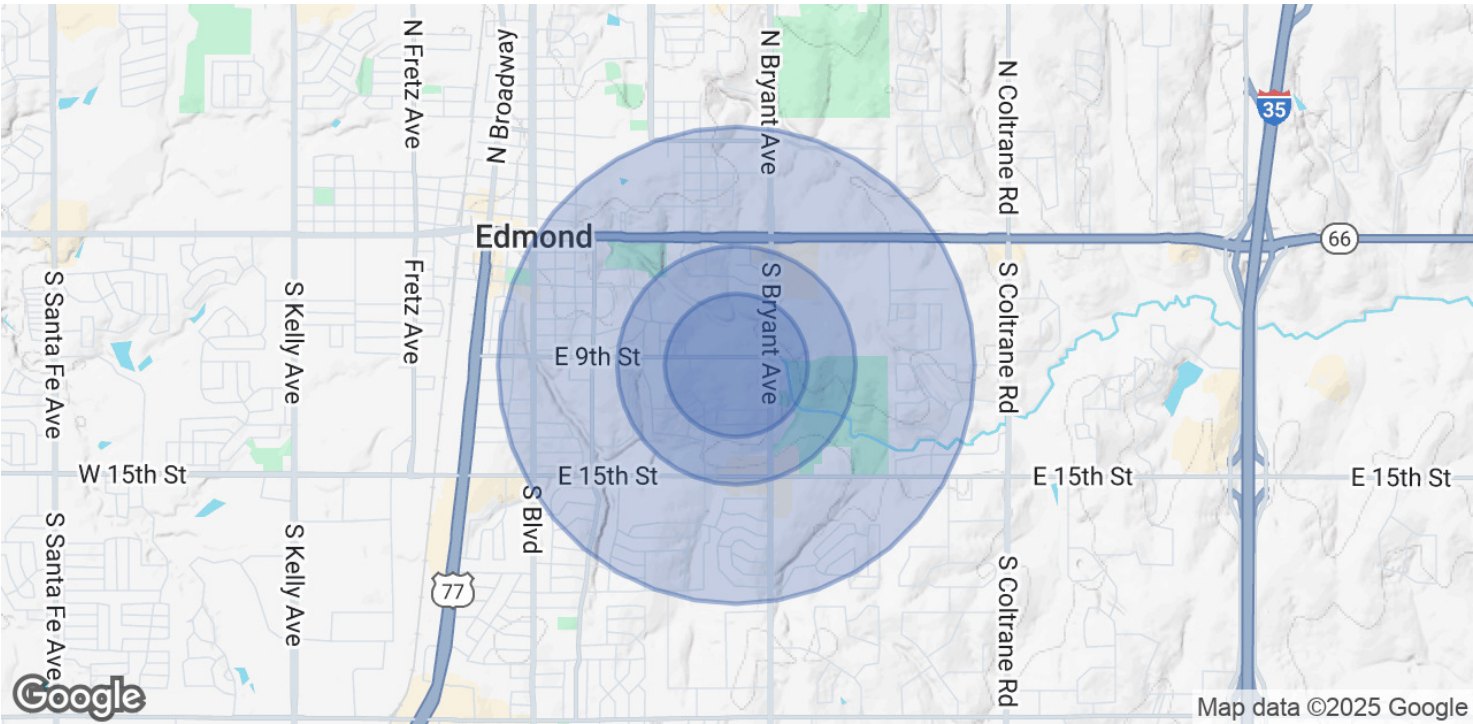 N Fretz Ave
N Broadway
N Bryant Ave
N Coltrane Rd
35
Edmond
66
S Santa Fe Ave
S Kelly Ave
Fretz Ave
S Bryant Ave
S Coltrane Rd
E 9th St
W 15th St
E 15th St
E 15th St
E 15th St
S Blvd
S Santa Fe Ave
S Kelly Ave
77
S Coltrane Rd
Google
Map data ©2025 Google